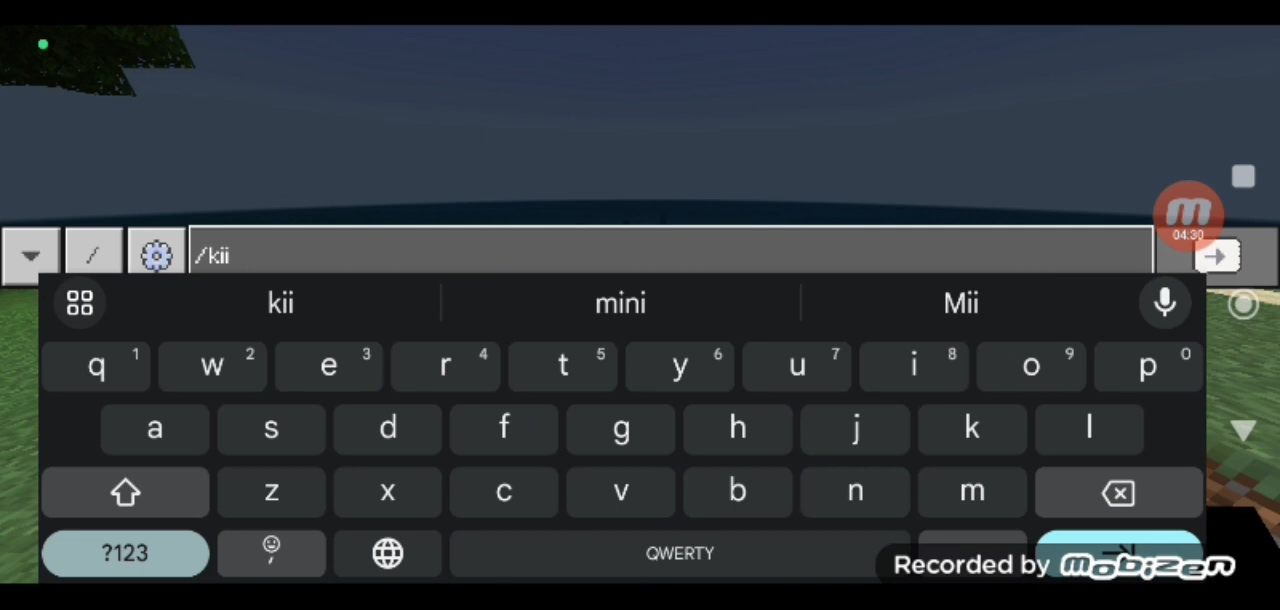 04:30
/
/kii
kii mini Mii
q 1 w 2 e 3 r 4 t 5 y 6 u 7 i 8 o 9 p 0
a s d f g h j k l
z x c v b n m
?123 , QWERTY
Recorded by mobizen